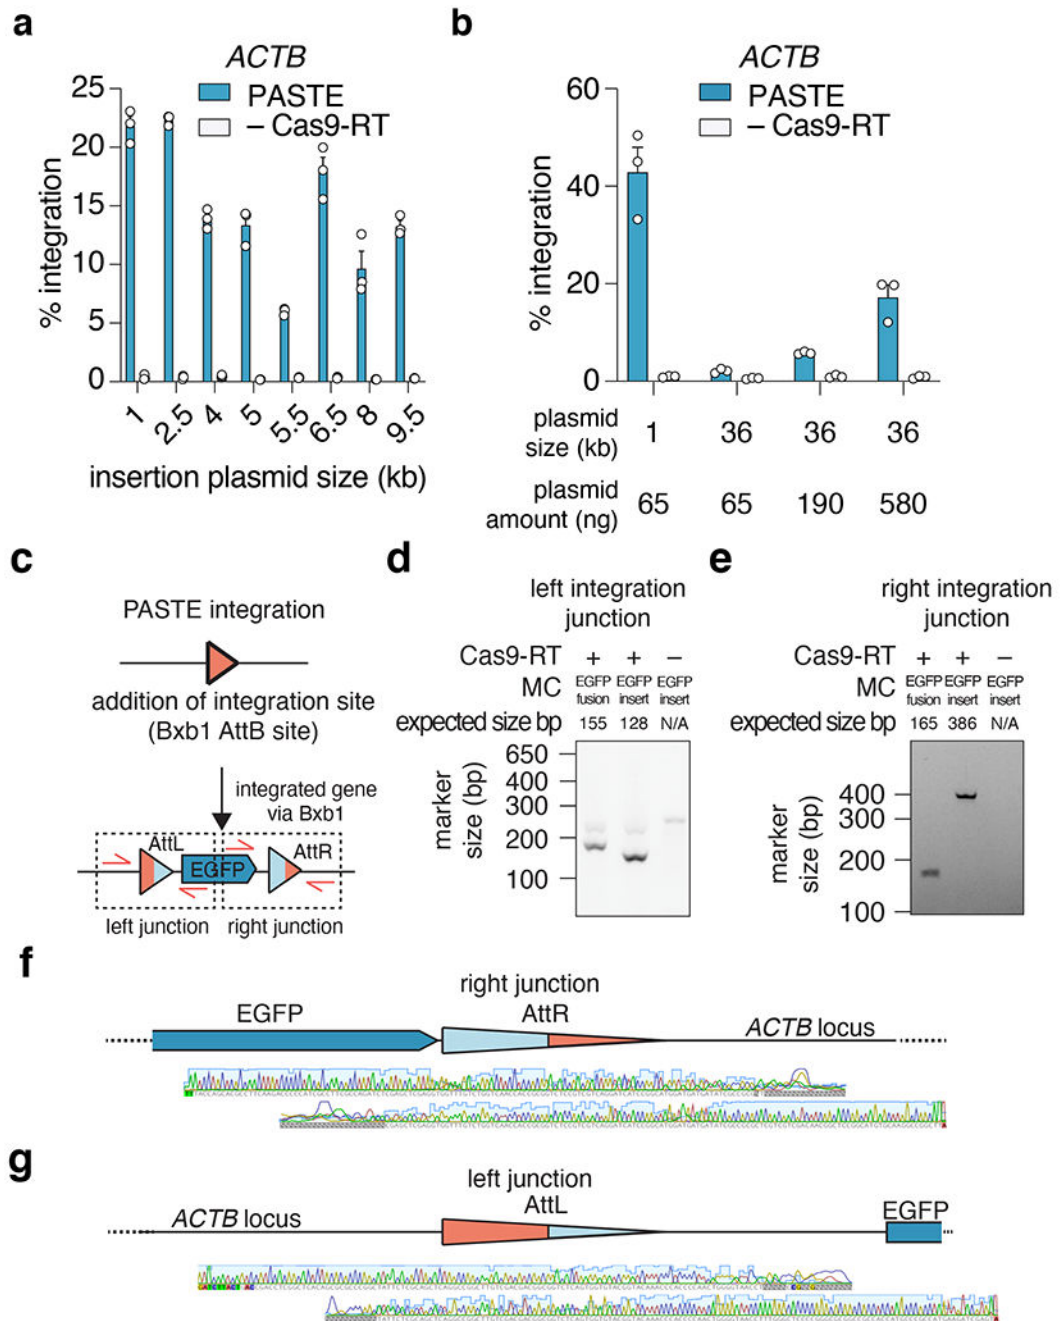 a
ACTB
PASTE
– Cas9-RT
% integration
25
20
15
10
5
0
1
2.5
4
5
5.5
6.5
8
9.5
insertion plasmid size (kb)
b
ACTB
PASTE
– Cas9-RT
% integration
60
40
20
0
plasmid size (kb)
1 36 36 36
plasmid amount (ng)
65 65 190 580
c
PASTE integration
addition of integration site
(Bxb1 AttB site)
integrated gene
via Bxb1
AttL
EGFP
AttR
left junction
right junction
d
left integration
junction
Cas9-RT + + –
MC EGFP fusion EGFP insert EGFP insert
expected size bp 155 128 N/A
marker
size (bp)
650
400
300
200
100
e
right integration
junction
Cas9-RT + + –
MC EGFP fusion EGFP insert EGFP insert
expected size bp 165 386 N/A
marker
size (bp)
400
300
200
100
f
right junction
EGFP
AttR
ACTB locus
g
left junction
AttL
ACTB locus
EGFP